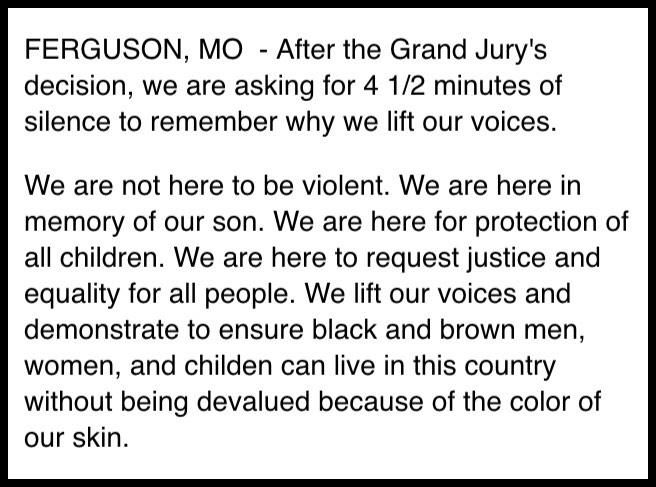 FERGUSON, MO  - After the Grand Jury's
decision, we are asking for 4 1/2 minutes of
silence to remember why we lift our voices.
We are not here to be violent. We are here in
memory of our son. We are here for protection of
all children. We are here to request justice and
equality for all people. We lift our voices and
demonstrate to ensure black and brown men,
women, and childen can live in this country
without being devalued because of the color of
our skin.